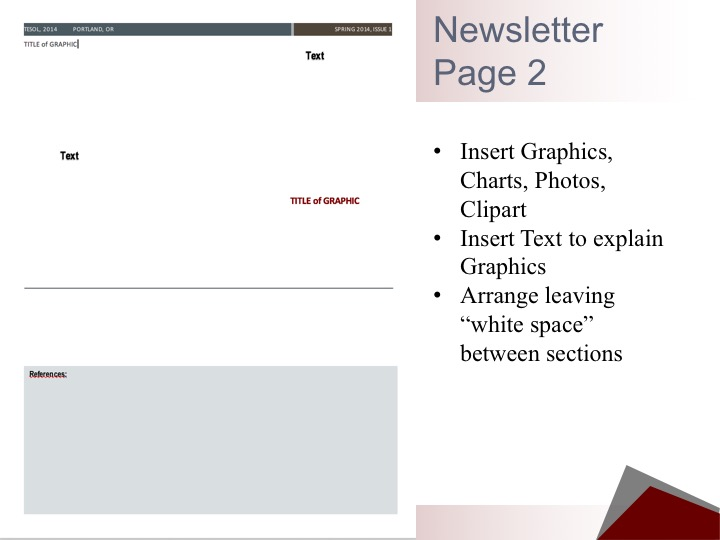 TESOL, 2014 PORTLAND, OR SPRING 2014, ISSUE 1
TITLE of GRAPHIC
Text
Text
TITLE of GRAPHIC
References:
Newsletter
Page 2
• Insert Graphics,
Charts, Photos,
Clipart
• Insert Text to explain
Graphics
• Arrange leaving
“white space”
between sections